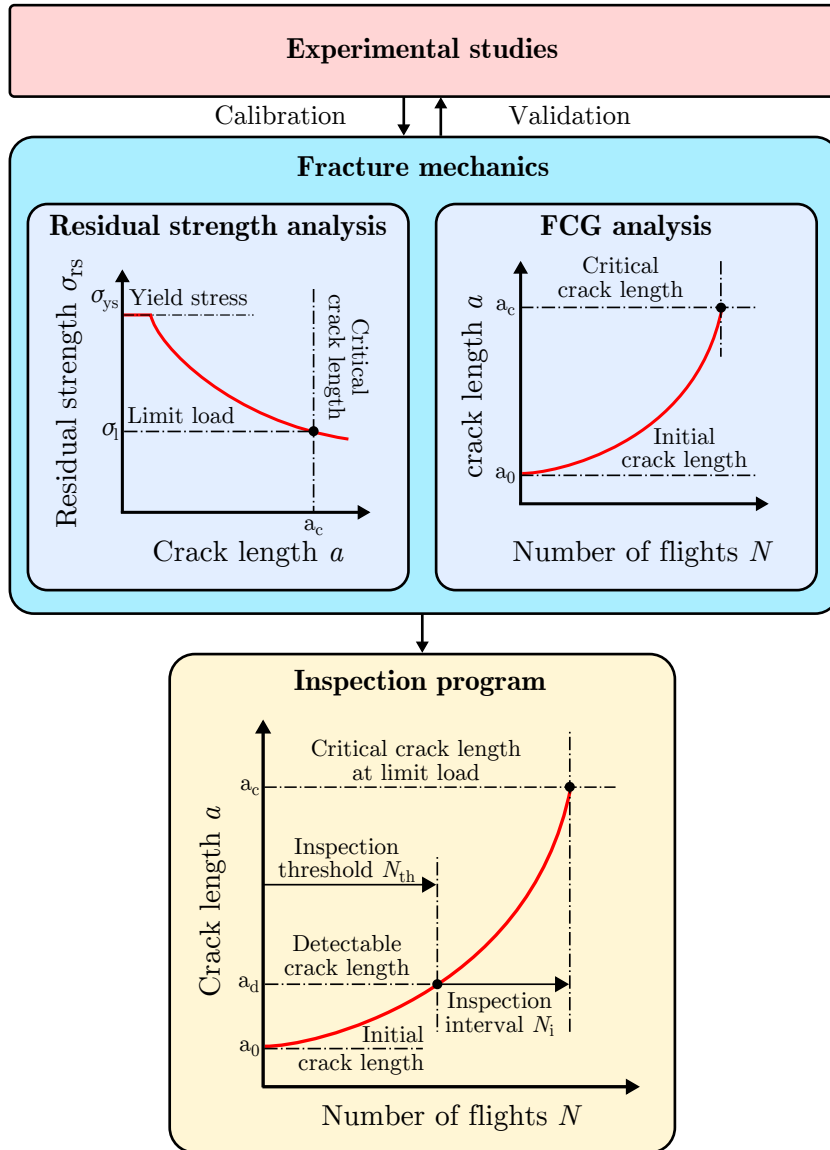 Experimental studies
Calibration
Validation
Fracture mechanics
Residual strength analysis
Residual strength σrs
σys
Yield stress
Critical
crack length
Limit load
σl
ac
Crack length a
FCG analysis
crack length a
Critical
crack length
ac
Initial
crack length
a0
Number of flights N
Inspection program
Crack length a
Critical crack length
at limit load
ac
Inspection
threshold Nth
Detectable
crack length
ad
Inspection
interval Ni
Initial
crack length
a0
Number of flights N